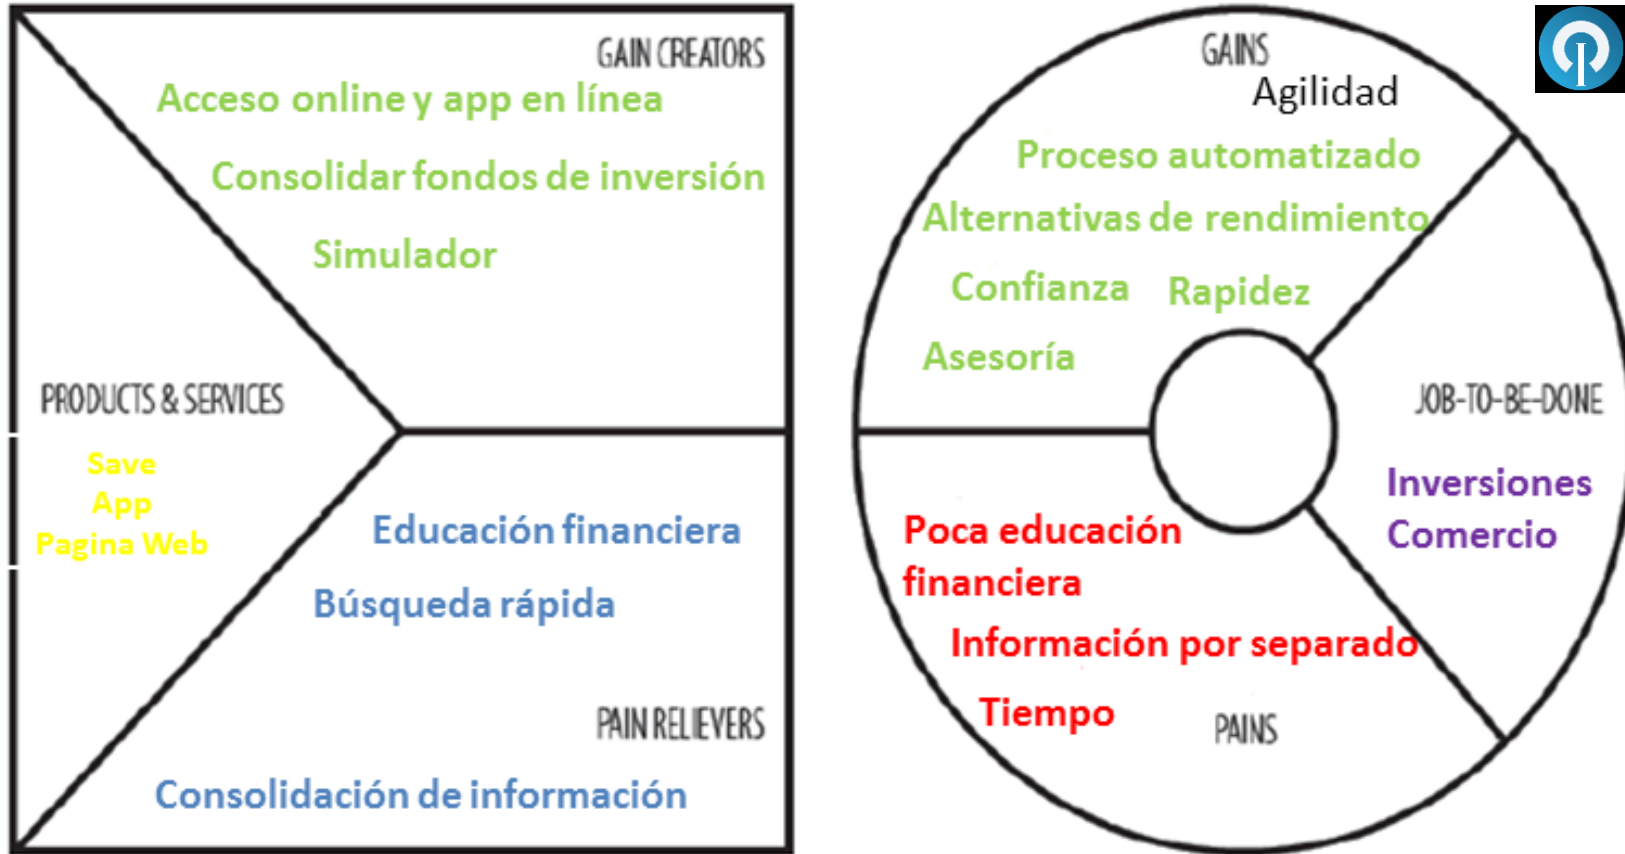 GAIN CREATORS
Acceso online y app en línea
Consolidar fondos de inversión
Simulador
PRODUCTS & SERVICES
Save
App
Pagina Web
Educación financiera
Búsqueda rápida
PAIN RELIEVERS
Consolidación de información
GAINS
Agilidad
Proceso automatizado
Alternativas de rendimiento
Confianza
Rapidez
Asesoría
JOB-TO-BE-DONE
Inversiones
Comercio
Poca educación
financiera
Información por separado
Tiempo
PAINS